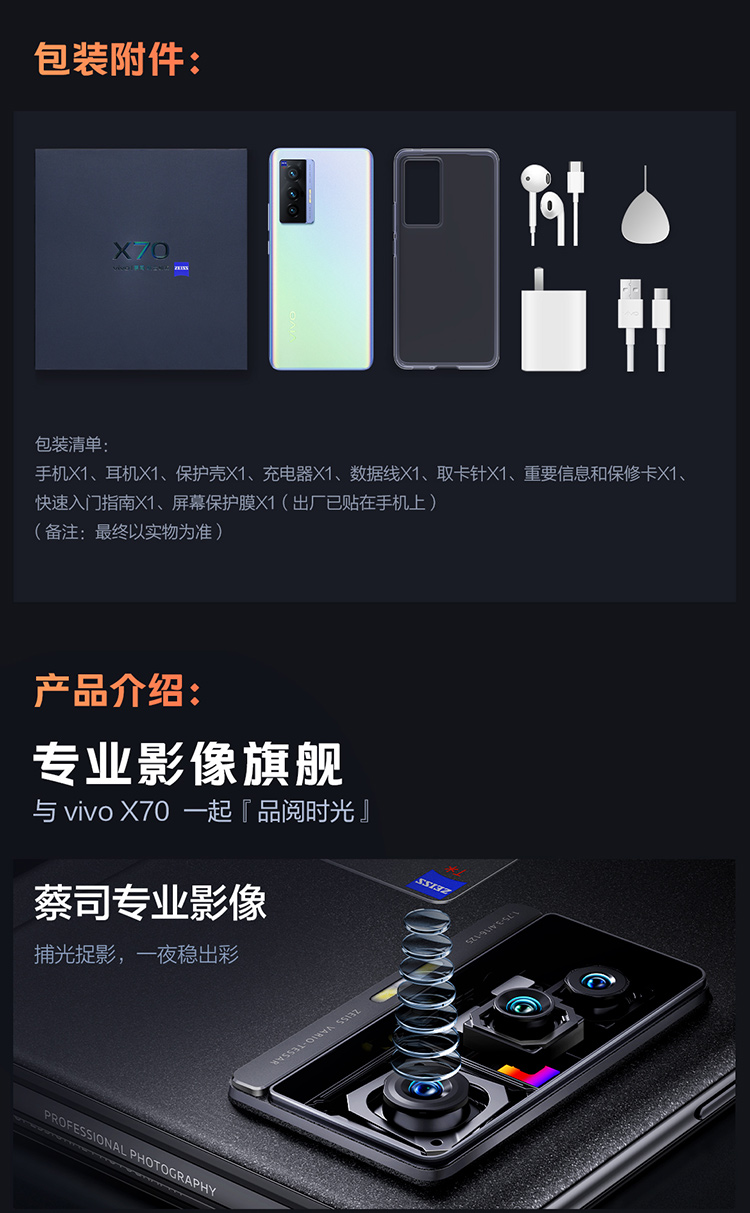 包装附件：
X70
ZEISS
vivo
包装清单：
手机X1、耳机X1、保护壳X1、充电器X1、数据线X1、取卡针X1、重要信息和保修卡X1、
快速入门指南X1、屏幕保护膜X1（出厂已贴在手机上）
（备注：最终以实物为准）
产品介绍：
专业影像旗舰
与 vivo X70 一起『品阅时光』
蔡司专业影像
捕光捉影，一夜稳出彩
ZEISS
ZEISS VARIO-TESSAR
PROFESSIONAL PHOTOGRAPHY